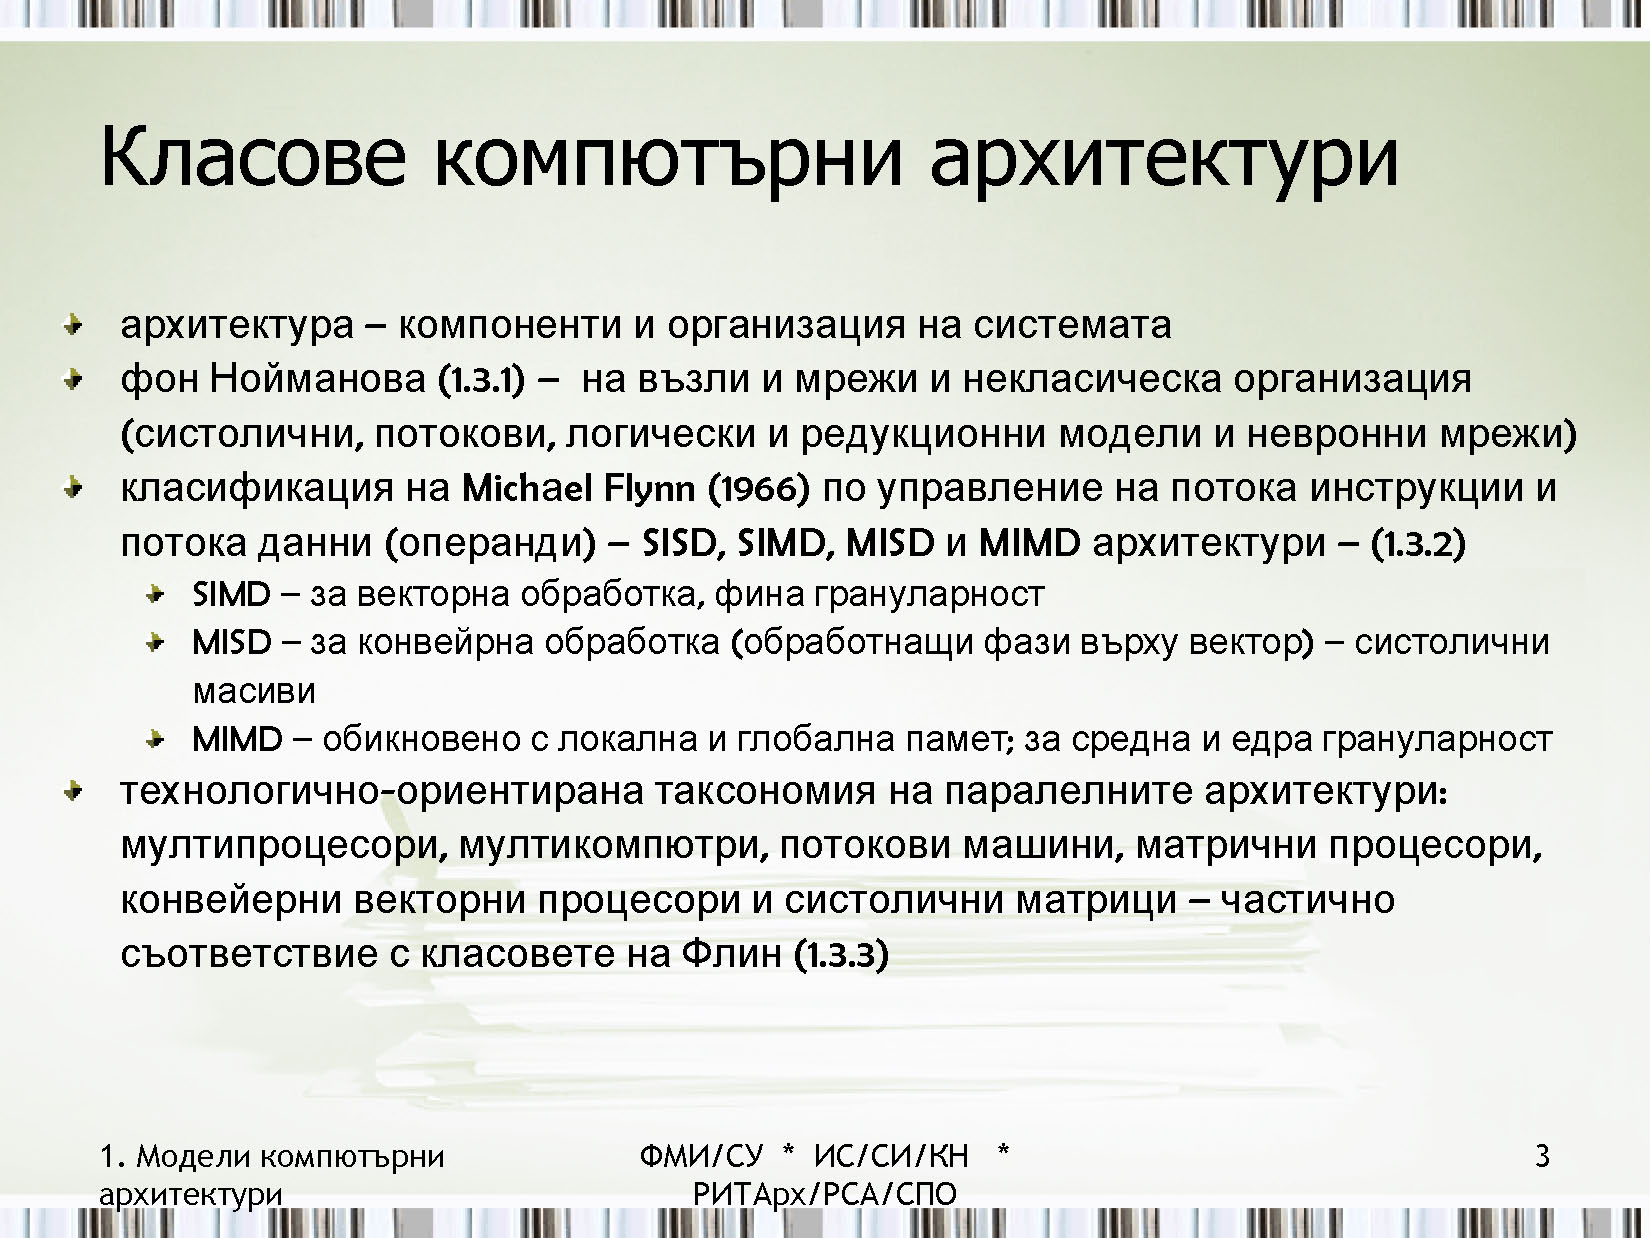 Класове компютърни архитектури
архитектура – компоненти и организация на системата
фон Нойманова (1.3.1) – на възли и мрежи и некласическа организация
(систолични, потокови, логически и редукционни модели и невронни мрежи)
класификация на Michael Flynn (1966) по управление на потока инструкции и
потока данни (операнди) – SISD, SIMD, MISD и MIMD архитектури – (1.3.2)
SIMD – за векторна обработка, фина грануларност
MISD – за конвейрна обработка (обработнащи фази върху вектор) – систолични
масиви
MIMD – обикновено с локална и глобална памет; за средна и едра грануларност
технологично-ориентирана таксономия на паралелните архитектури:
мултипроцесори, мултикомпютри, потокови машини, матрични процесори,
конвейерни векторни процесори и систолични матрици – частично
съответствие с класовете на Флин (1.3.3)
1. Модели компютърни
архитектури
ФМИ/СУ * ИС/СИ/КН *
РИТАрх/РСА/СПО
3